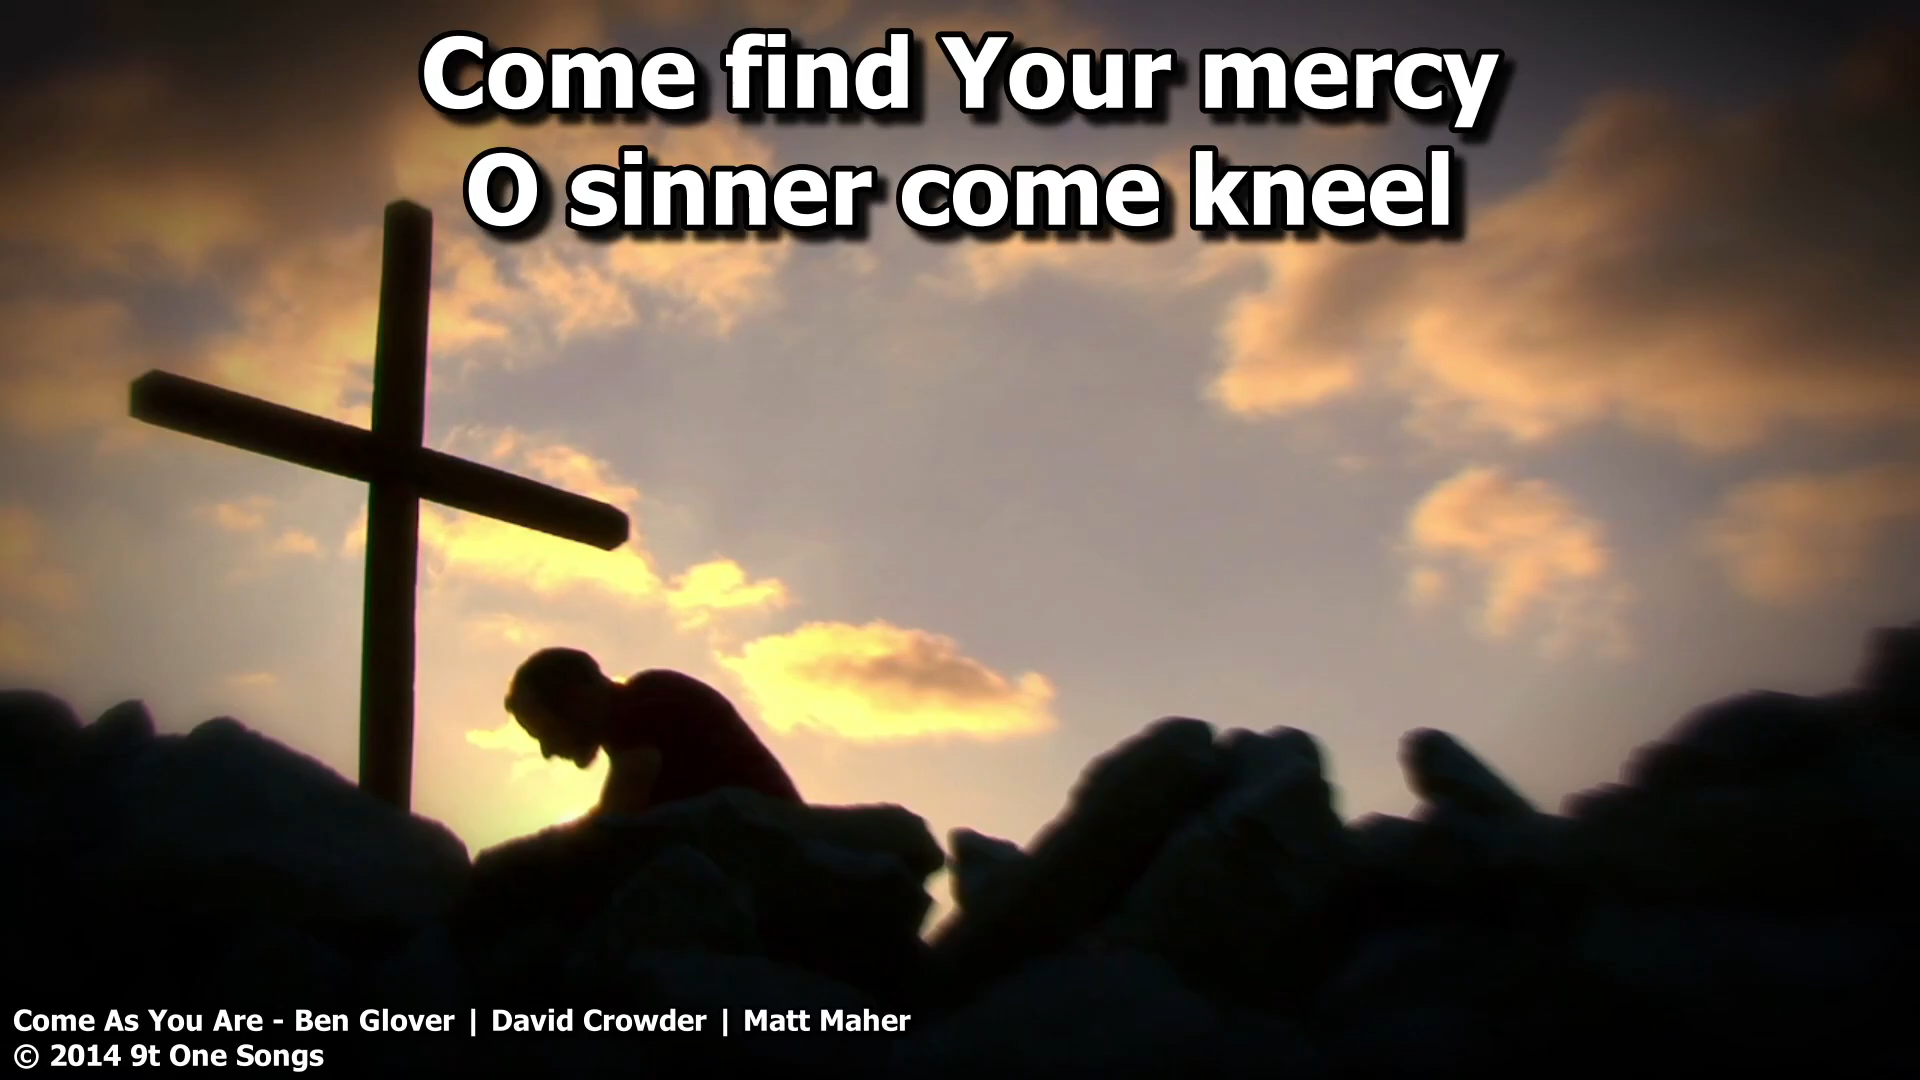 Come find Your mercy
O sinner come kneel
Come As You Are - Ben Glover | David Crowder | Matt Maher
© 2014 9t One Songs